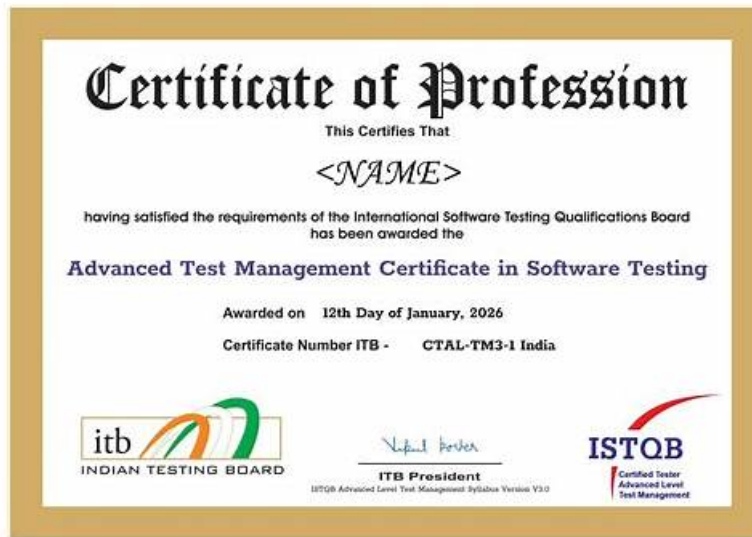 Certificate of Profession
This Certifies That
<NAME>
having satisfied the requirements of the International Software Testing Qualifications Board
has been awarded the
Advanced Test Management Certificate in Software Testing
Awarded on 12th Day of January, 2026
Certificate Number ITB - CTAL-TM3-1 India
itb
INDIAN TESTING BOARD
ITB President
ISTQB Advanced Level Test Management Syllabus Version V3.0
ISTQB
Certified Tester
Advanced Level
Test Management